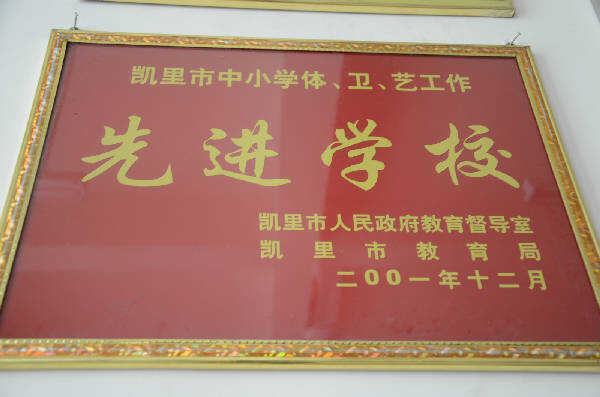 凯里市中小学体、卫、艺工作
先进学校
凯里市人民政府教育督导室
凯里市教育局
二00一年十二月